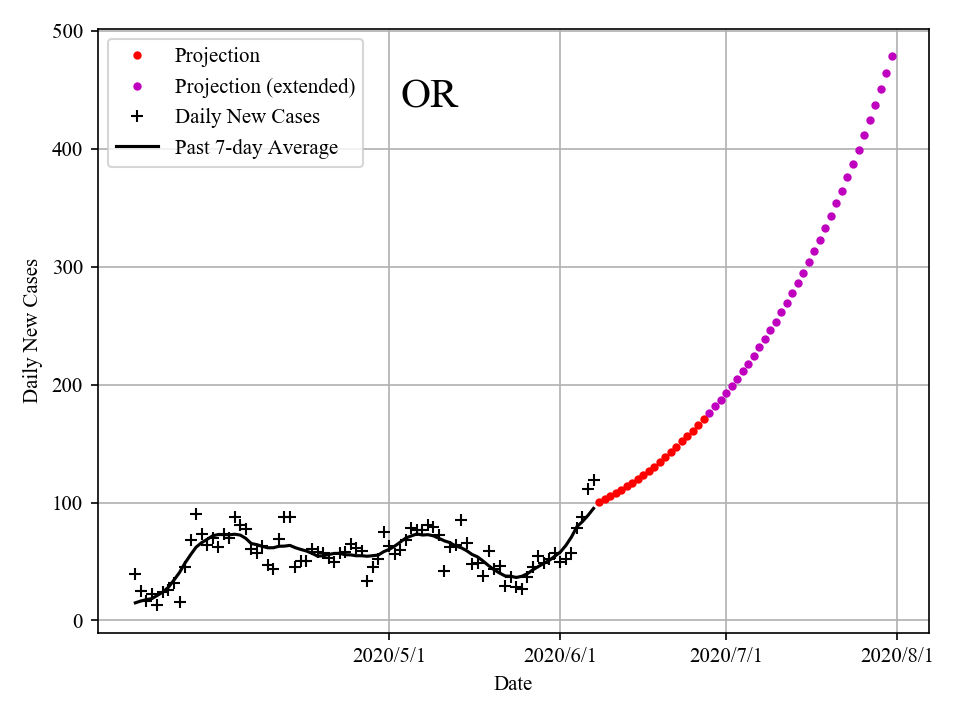 500
400
300
200
100
0
Daily New Cases
Projection
Projection (extended)
Daily New Cases
Past 7-day Average
OR
2020/5/1 2020/6/1 2020/7/1 2020/8/1
Date